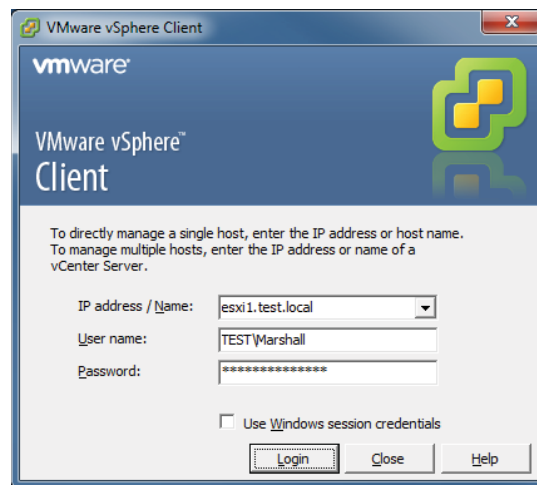 VMware vSphere Client
vmware
VMware vSphere™
Client
To directly manage a single host, enter the IP address or host name.
To manage multiple hosts, enter the IP address or name of a
vCenter Server.
IP address / Name: esxi1.test.local
User name: TEST\Marshall
Password: **************
Use Windows session credentials
Login Close Help